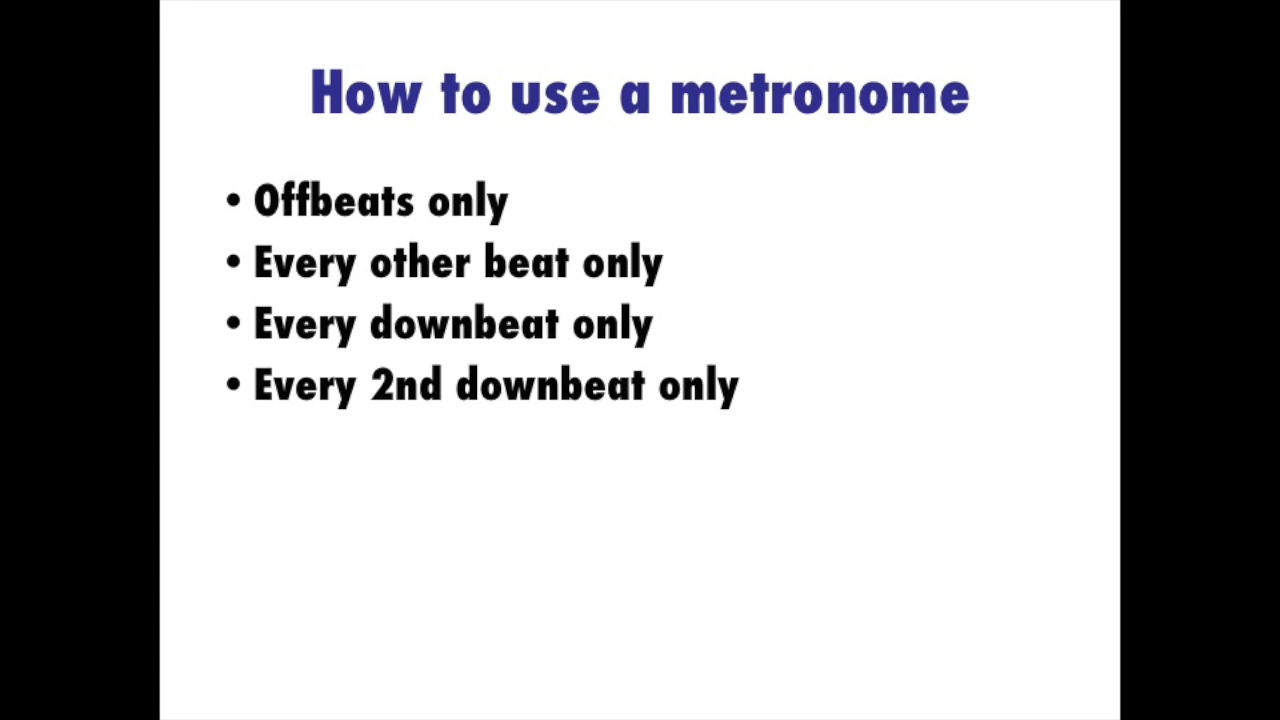 How to use a metronome
• Offbeats only
• Every other beat only
• Every downbeat only
• Every 2nd downbeat only